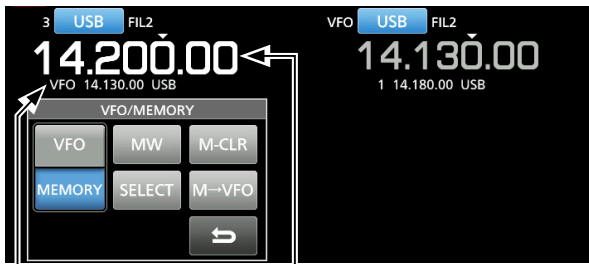 3 USB FIL2
14.200.00
VFO 14.130.00 USB
VFO/MEMORY
VFO MW M-CLR
MEMORY SELECT M→VFO
VFO USB FIL2
14.130.00
1 14.180.00 USB